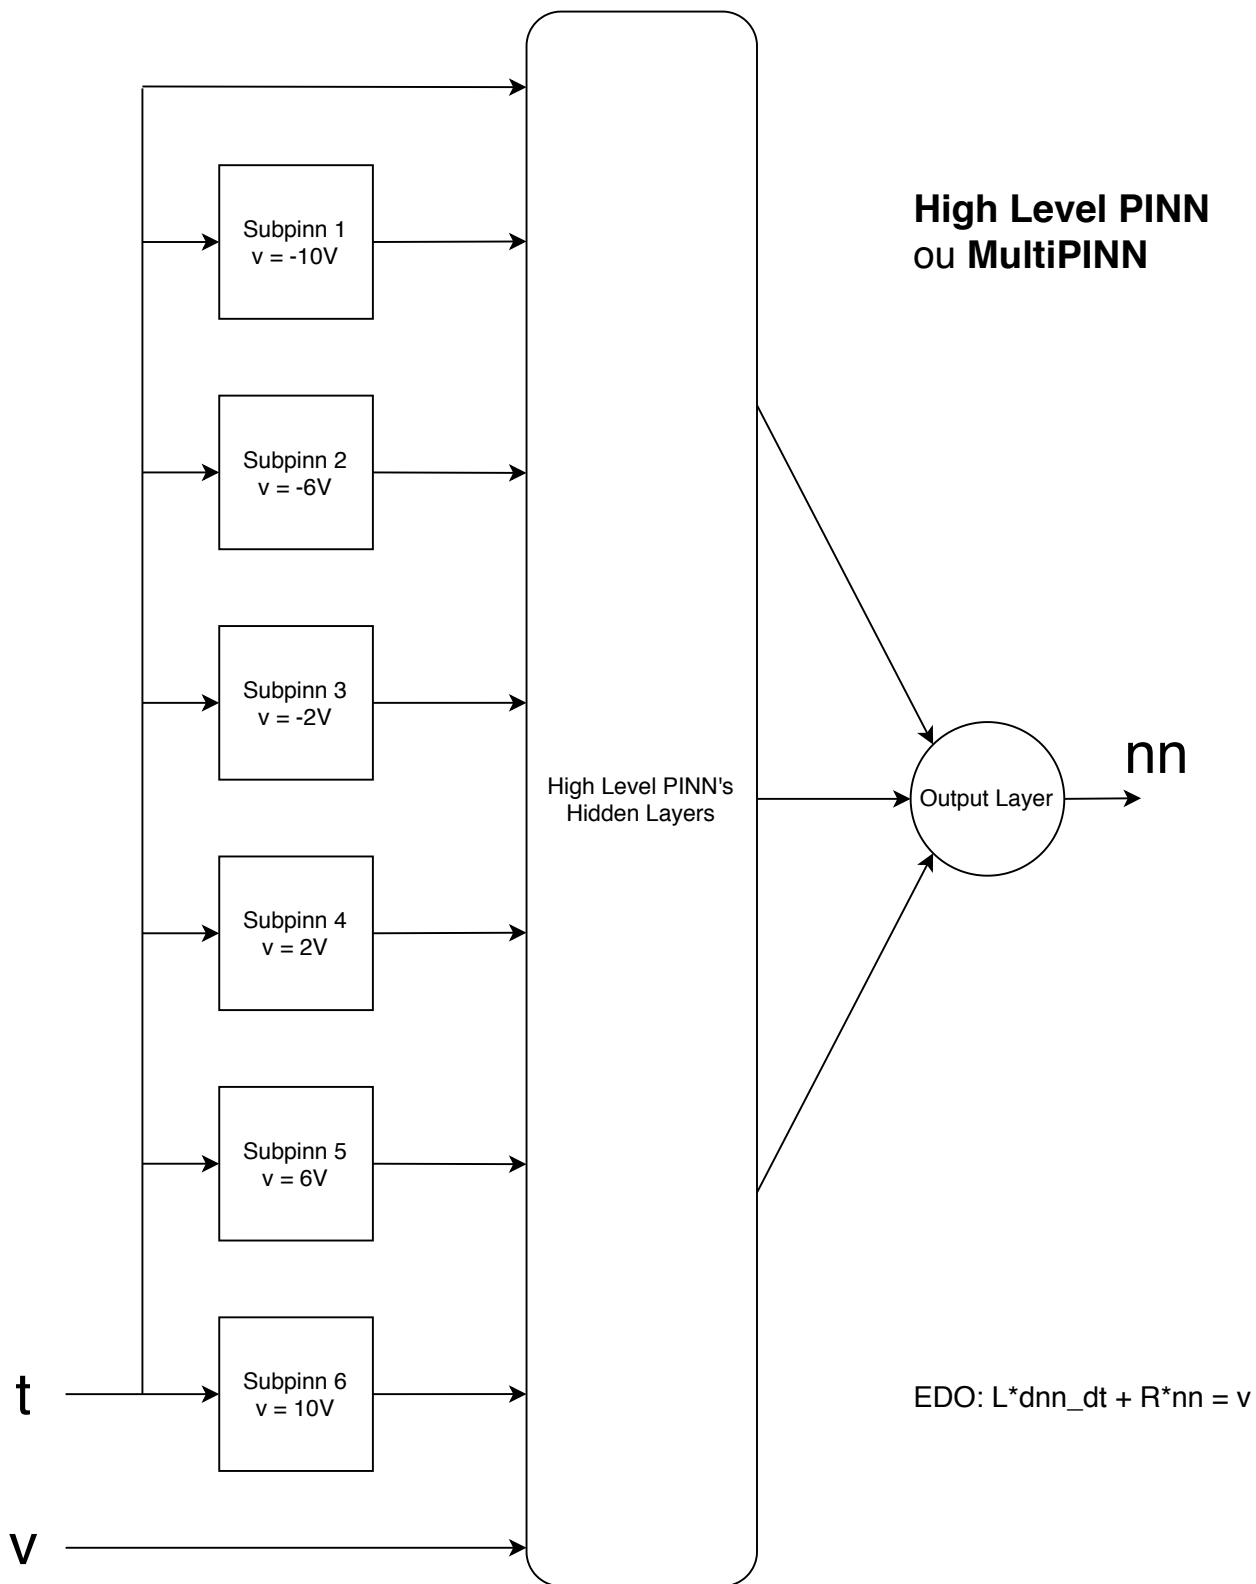 High Level PINN
ou MultiPINN
Subpinn 1
v = -10V
Subpinn 2
v = -6V
Subpinn 3
v = -2V
High Level PINN's
Hidden Layers
Output Layer
nn
Subpinn 4
v = 2V
Subpinn 5
v = 6V
Subpinn 6
v = 10V
t
EDO: L*dnn_dt + R*nn = v
v